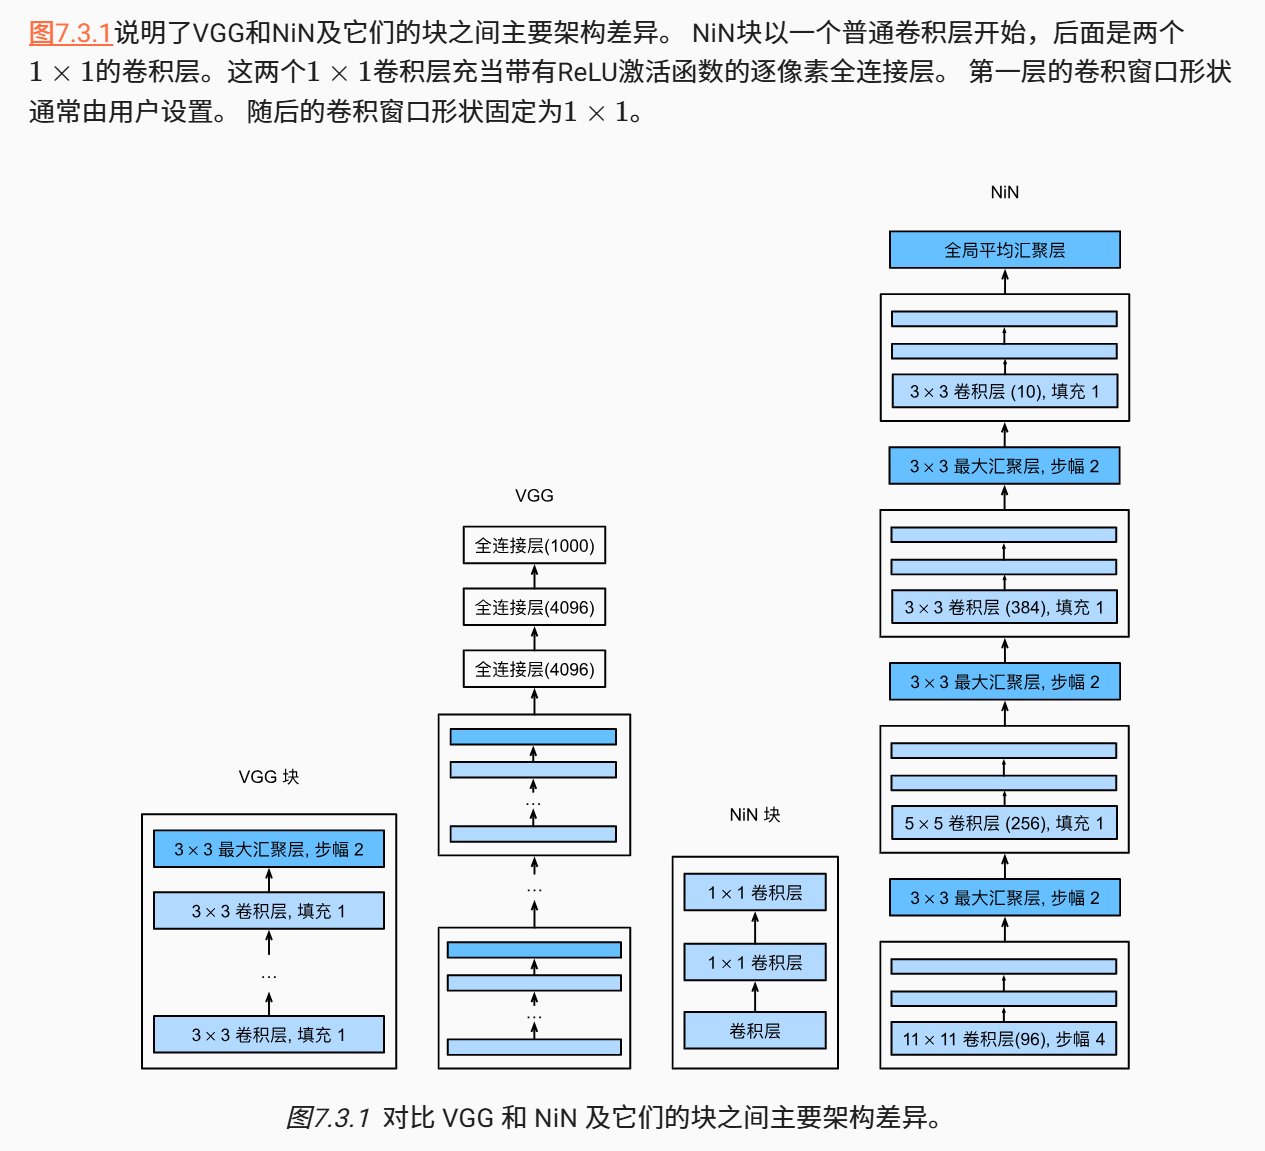 图7.3.1说明了VGG和NiN及它们的块之间主要架构差异。 NiN块以一个普通卷积层开始，后面是两个
1 × 1的卷积层。这两个1 × 1卷积层充当带有ReLU激活函数的逐像素全连接层。 第一层的卷积窗口形状
通常由用户设置。 随后的卷积窗口形状固定为1 × 1。
VGG 块
3 × 3 最大汇聚层, 步幅 2
3 × 3 卷积层, 填充 1
...
3 × 3 卷积层, 填充 1
VGG
全连接层(1000)
全连接层(4096)
全连接层(4096)
...
...
...
NiN 块
1 × 1 卷积层
1 × 1 卷积层
卷积层
NiN
全局平均汇聚层
3 × 3 卷积层 (10), 填充 1
3 × 3 最大汇聚层, 步幅 2
3 × 3 卷积层 (384), 填充 1
3 × 3 最大汇聚层, 步幅 2
5 × 5 卷积层 (256), 填充 1
3 × 3 最大汇聚层, 步幅 2
11 × 11 卷积层(96), 步幅 4
图7.3.1 对比 VGG 和 NiN 及它们的块之间主要架构差异。